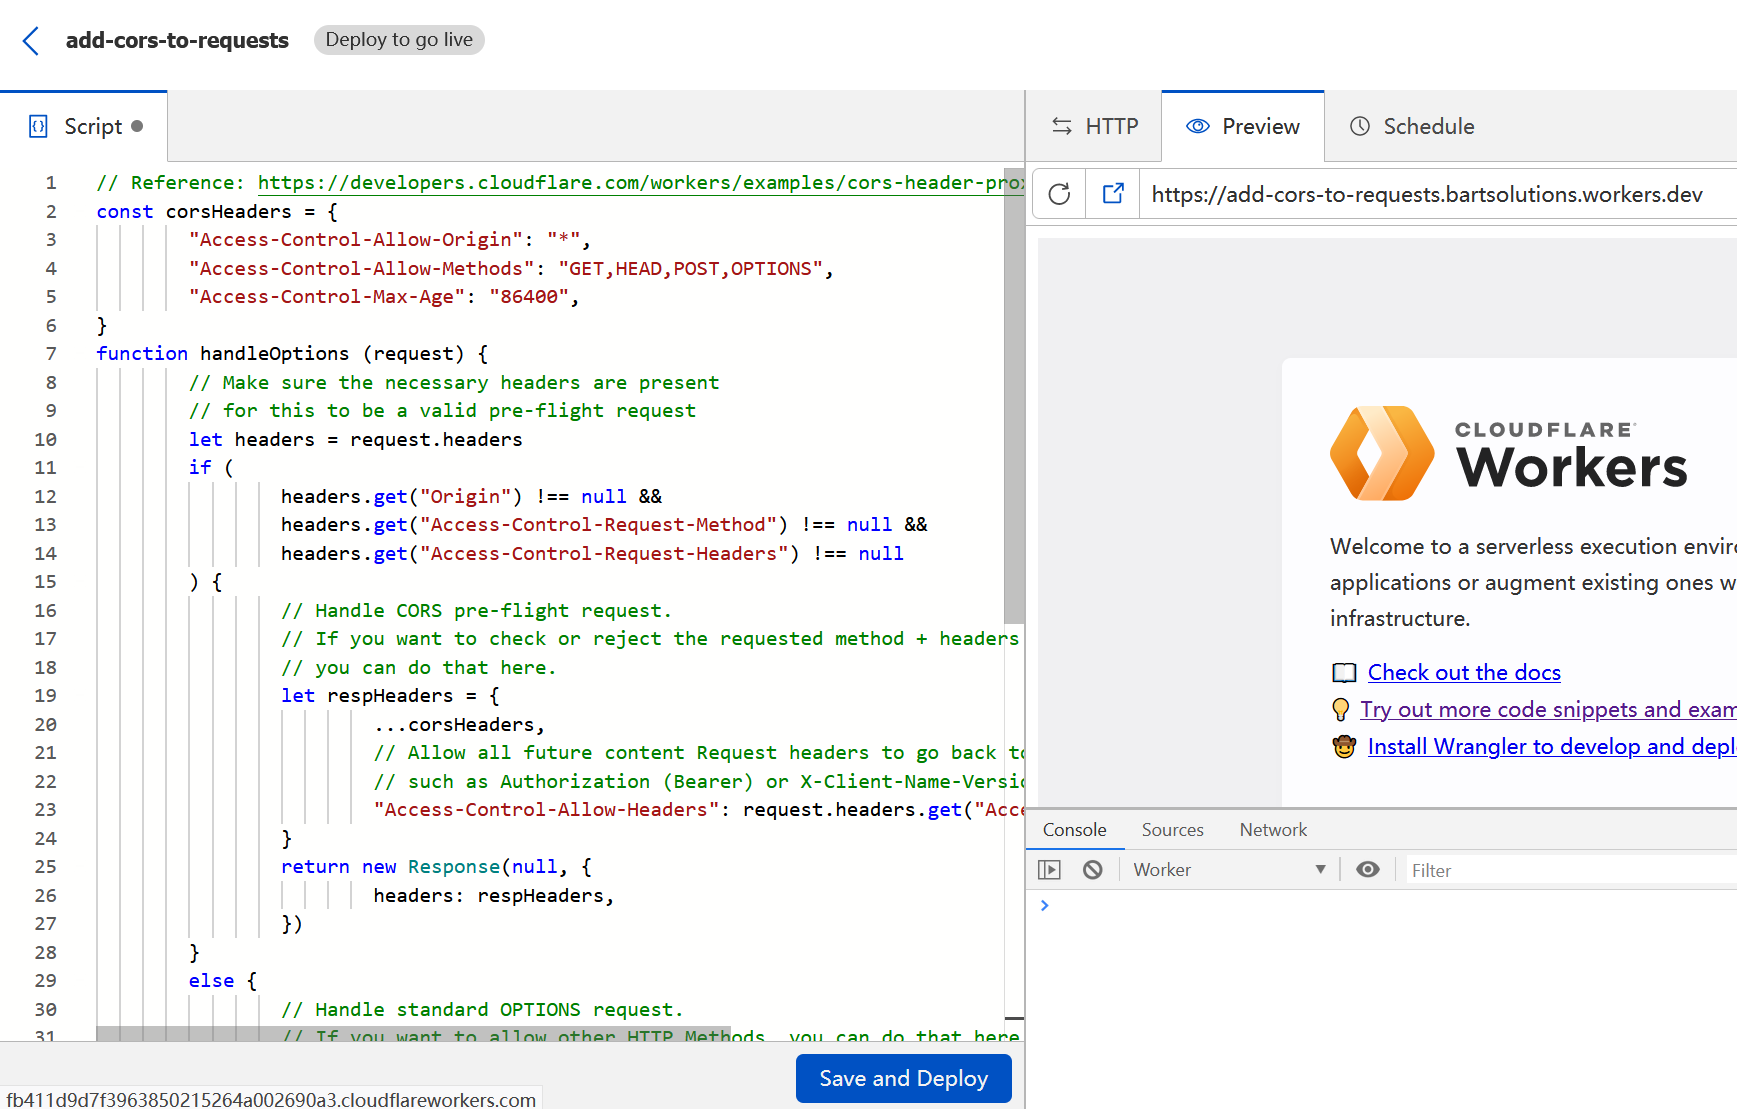 add-cors-to-requests Deploy to go live
Script
HTTP Preview Schedule
https://add-cors-to-requests.bartsolutions.workers.dev
1 // Reference: https://developers.cloudflare.com/workers/examples/cors-header-pro
2 const corsHeaders = {
3 "Access-Control-Allow-Origin": "*",
4 "Access-Control-Allow-Methods": "GET,HEAD,POST,OPTIONS",
5 "Access-Control-Max-Age": "86400",
6 }
7 function handleOptions (request) {
8 // Make sure the necessary headers are present
9 // for this to be a valid pre-flight request
10 let headers = request.headers
11 if (
12 headers.get("Origin") !== null &&
13 headers.get("Access-Control-Request-Method") !== null &&
14 headers.get("Access-Control-Request-Headers") !== null
15 ) {
16 // Handle CORS pre-flight request.
17 // If you want to check or reject the requested method + headers
18 // you can do that here.
19 let respHeaders = {
20 ...corsHeaders,
21 // Allow all future content Request headers to go back to
22 // such as Authorization (Bearer) or X-Client-Name-Versio
23 "Access-Control-Allow-Headers": request.headers.get("Acce
24 }
25 return new Response(null, {
26 headers: respHeaders,
27 })
28 }
29 else {
30 // Handle standard OPTIONS request.
31 // If you want to allow other HTTP Methods, you can do that here
CLOUDFLARE
Workers
Welcome to a serverless execution enviro
applications or augment existing ones w
infrastructure.
Check out the docs
Try out more code snippets and exam
Install Wrangler to develop and depl
Console Sources Network
Worker Filter
Save and Deploy
fb411d9d7f3963850215264a002690a3.cloudflareworkers.com